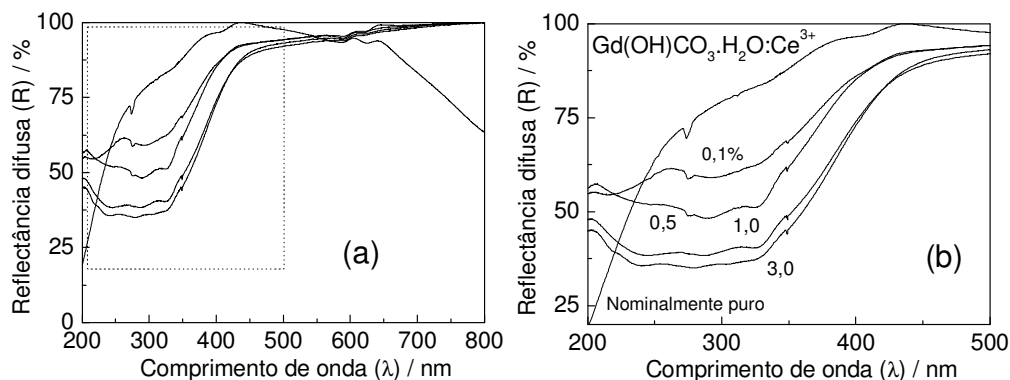 100
75
50
25
0
200 300 400 500 600 700 800
Reflectância difusa (R) / %
Comprimento de onda (λ) / nm
(a)
100
75
50
25
200
300
400
500
Reflectância difusa (R) / %
Comprimento de onda (λ) / nm
Gd(OH)CO3.H2O:Ce3+
0,1%
0,5
1,0
3,0
(b)
Nominalmente puro